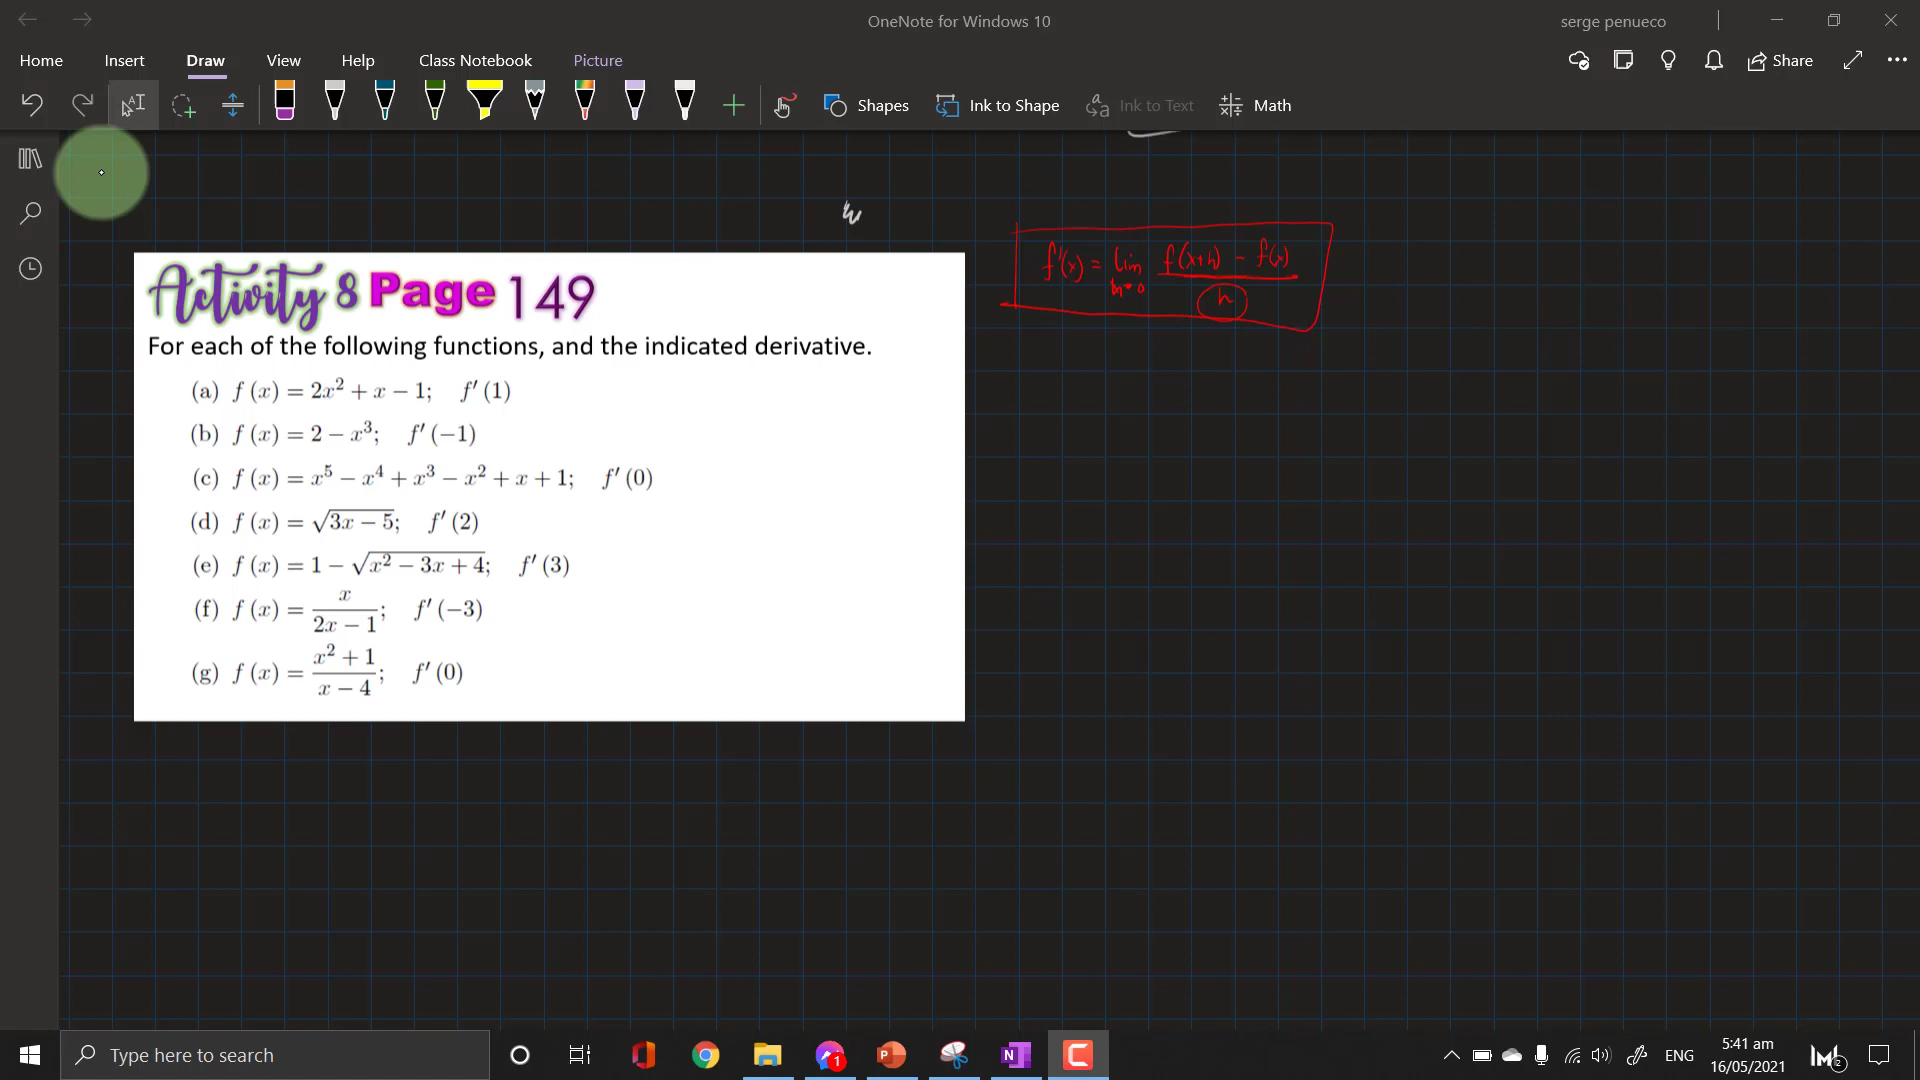 OneNote for Windows 10
serge penueco
Home Insert Draw View Help Class Notebook Picture
Share
Shapes Ink to Shape Ink to Text Math
f'(x) = lim h→0 f(x+h) - f(x) / h
Activity 8 Page 149
For each of the following functions, and the indicated derivative.
(a) f (x) = 2x² + x − 1; f′ (1)
(b) f (x) = 2 − x³; f′ (−1)
(c) f (x) = x⁵ − x⁴ + x³ − x² + x + 1; f′ (0)
(d) f (x) = √(3x − 5); f′ (2)
(e) f (x) = 1 − √(x² − 3x + 4); f′ (3)
(f) f (x) = x / (2x − 1); f′ (−3)
(g) f (x) = (x² + 1) / (x − 4); f′ (0)
Type here to search
1
ENG
5:41 am
16/05/2021
2